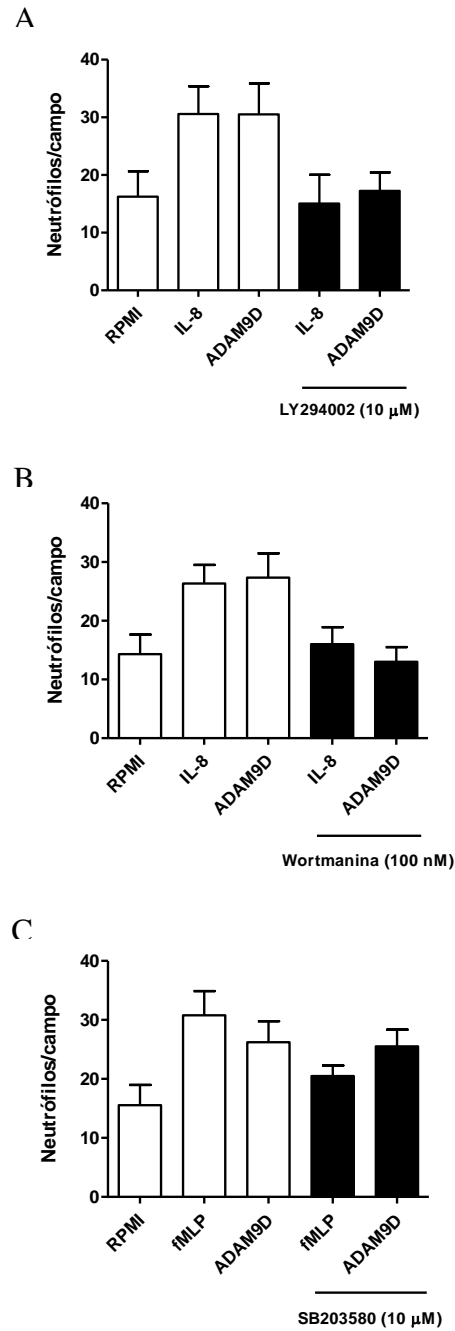 A
Neutrófilos/campo
40
30
20
10
0
RPMI
IL-8
ADAM9D
IL-8
ADAM9D
LY294002 (10 µM)
B
Neutrófilos/campo
40
30
20
10
0
RPMI
IL-8
ADAM9D
IL-8
ADAM9D
Wortmanina (100 nM)
C
Neutrófilos/campo
40
30
20
10
0
RPMI
fMLP
ADAM9D
fMLP
ADAM9D
SB203580 (10 µM)